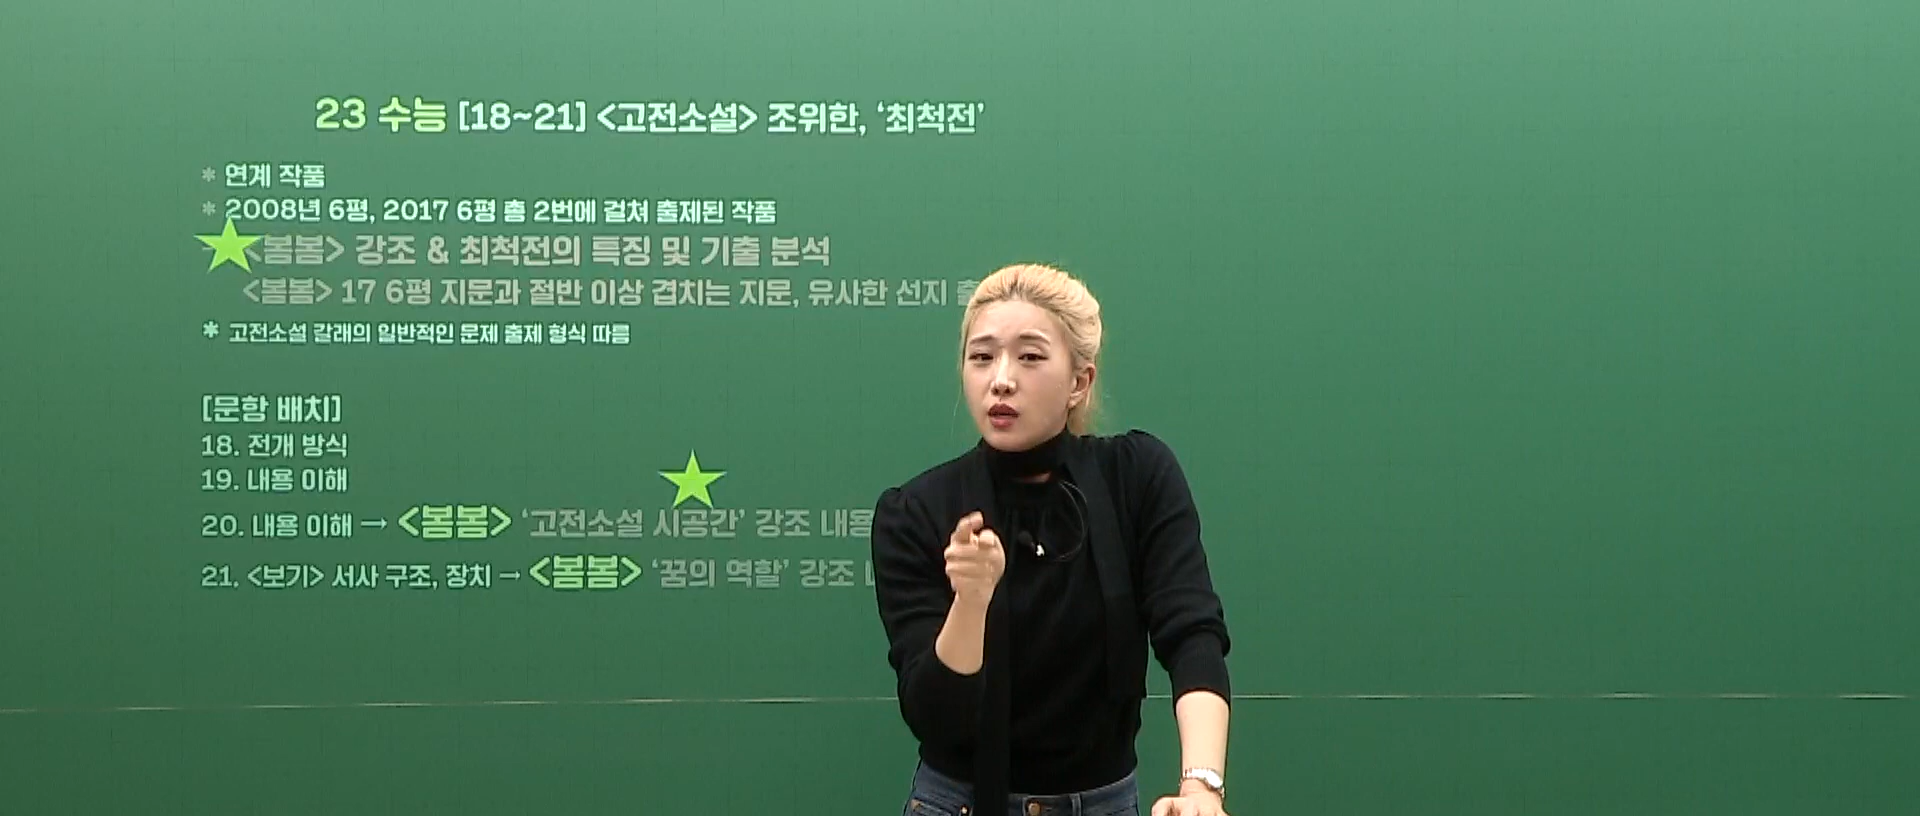 23 수능 [18~21] <고전소설> 조위한, ‘최척전’
* 연계 작품
* 2008년 6평, 2017 6평 총 2번에 걸쳐 출제된 작품
<봄봄> 강조 & 최척전의 특징 및 기출 분석
<봄봄> 17 6평 지문과 절반 이상 겹치는 지문, 유사한 선지
* 고전소설 갈래의 일반적인 문제 출제 형식 따름
[문항 배치]
18. 전개 방식
19. 내용 이해
20. 내용 이해 → <봄봄> ‘고전소설 시공간’ 강조 내용
21. <보기> 서사 구조, 장치 → <봄봄> ‘꿈의 역할’ 강조